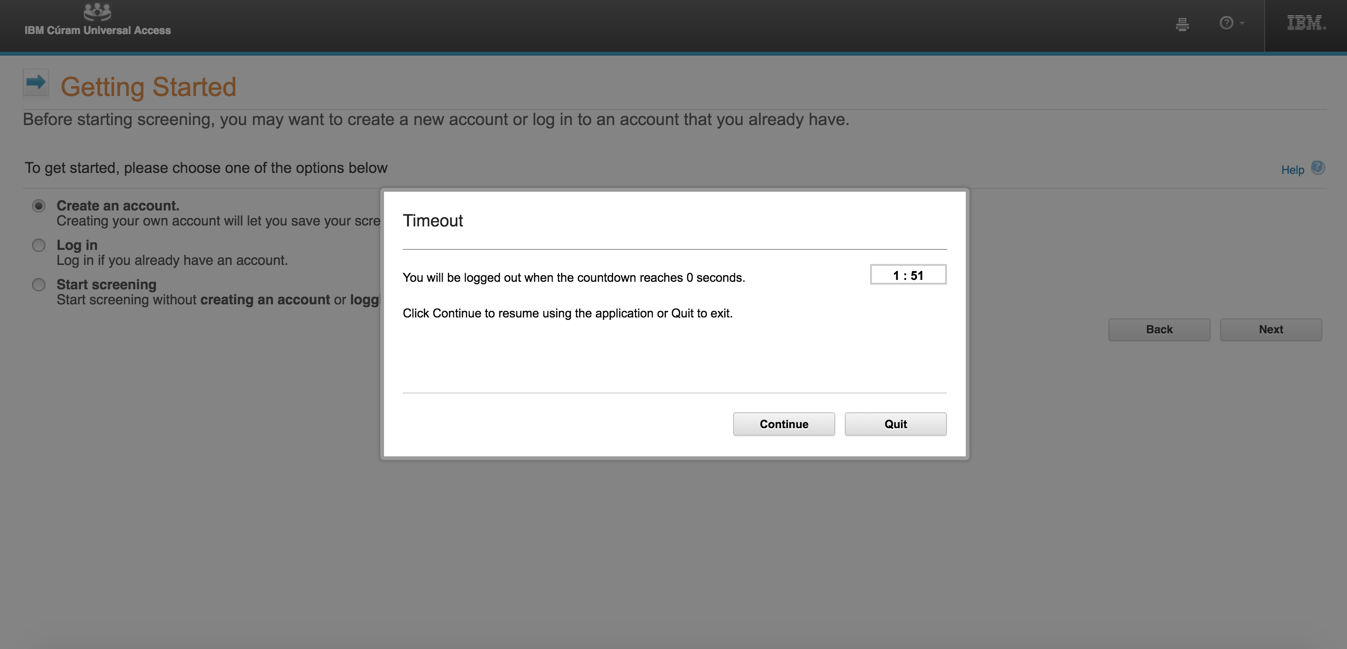 IBM Cúram Universal Access
IBM.
Getting Started
Before starting screening, you may want to create a new account or log in to an account that you already have.
To get started, please choose one of the options below
Help ?
Create an account.
Creating your own account will let you save your scre
Log in
Log in if you already have an account.
Start screening
Start screening without creating an account or logg
Back Next
Timeout
You will be logged out when the countdown reaches 0 seconds. 1 : 51
Click Continue to resume using the application or Quit to exit.
Continue Quit